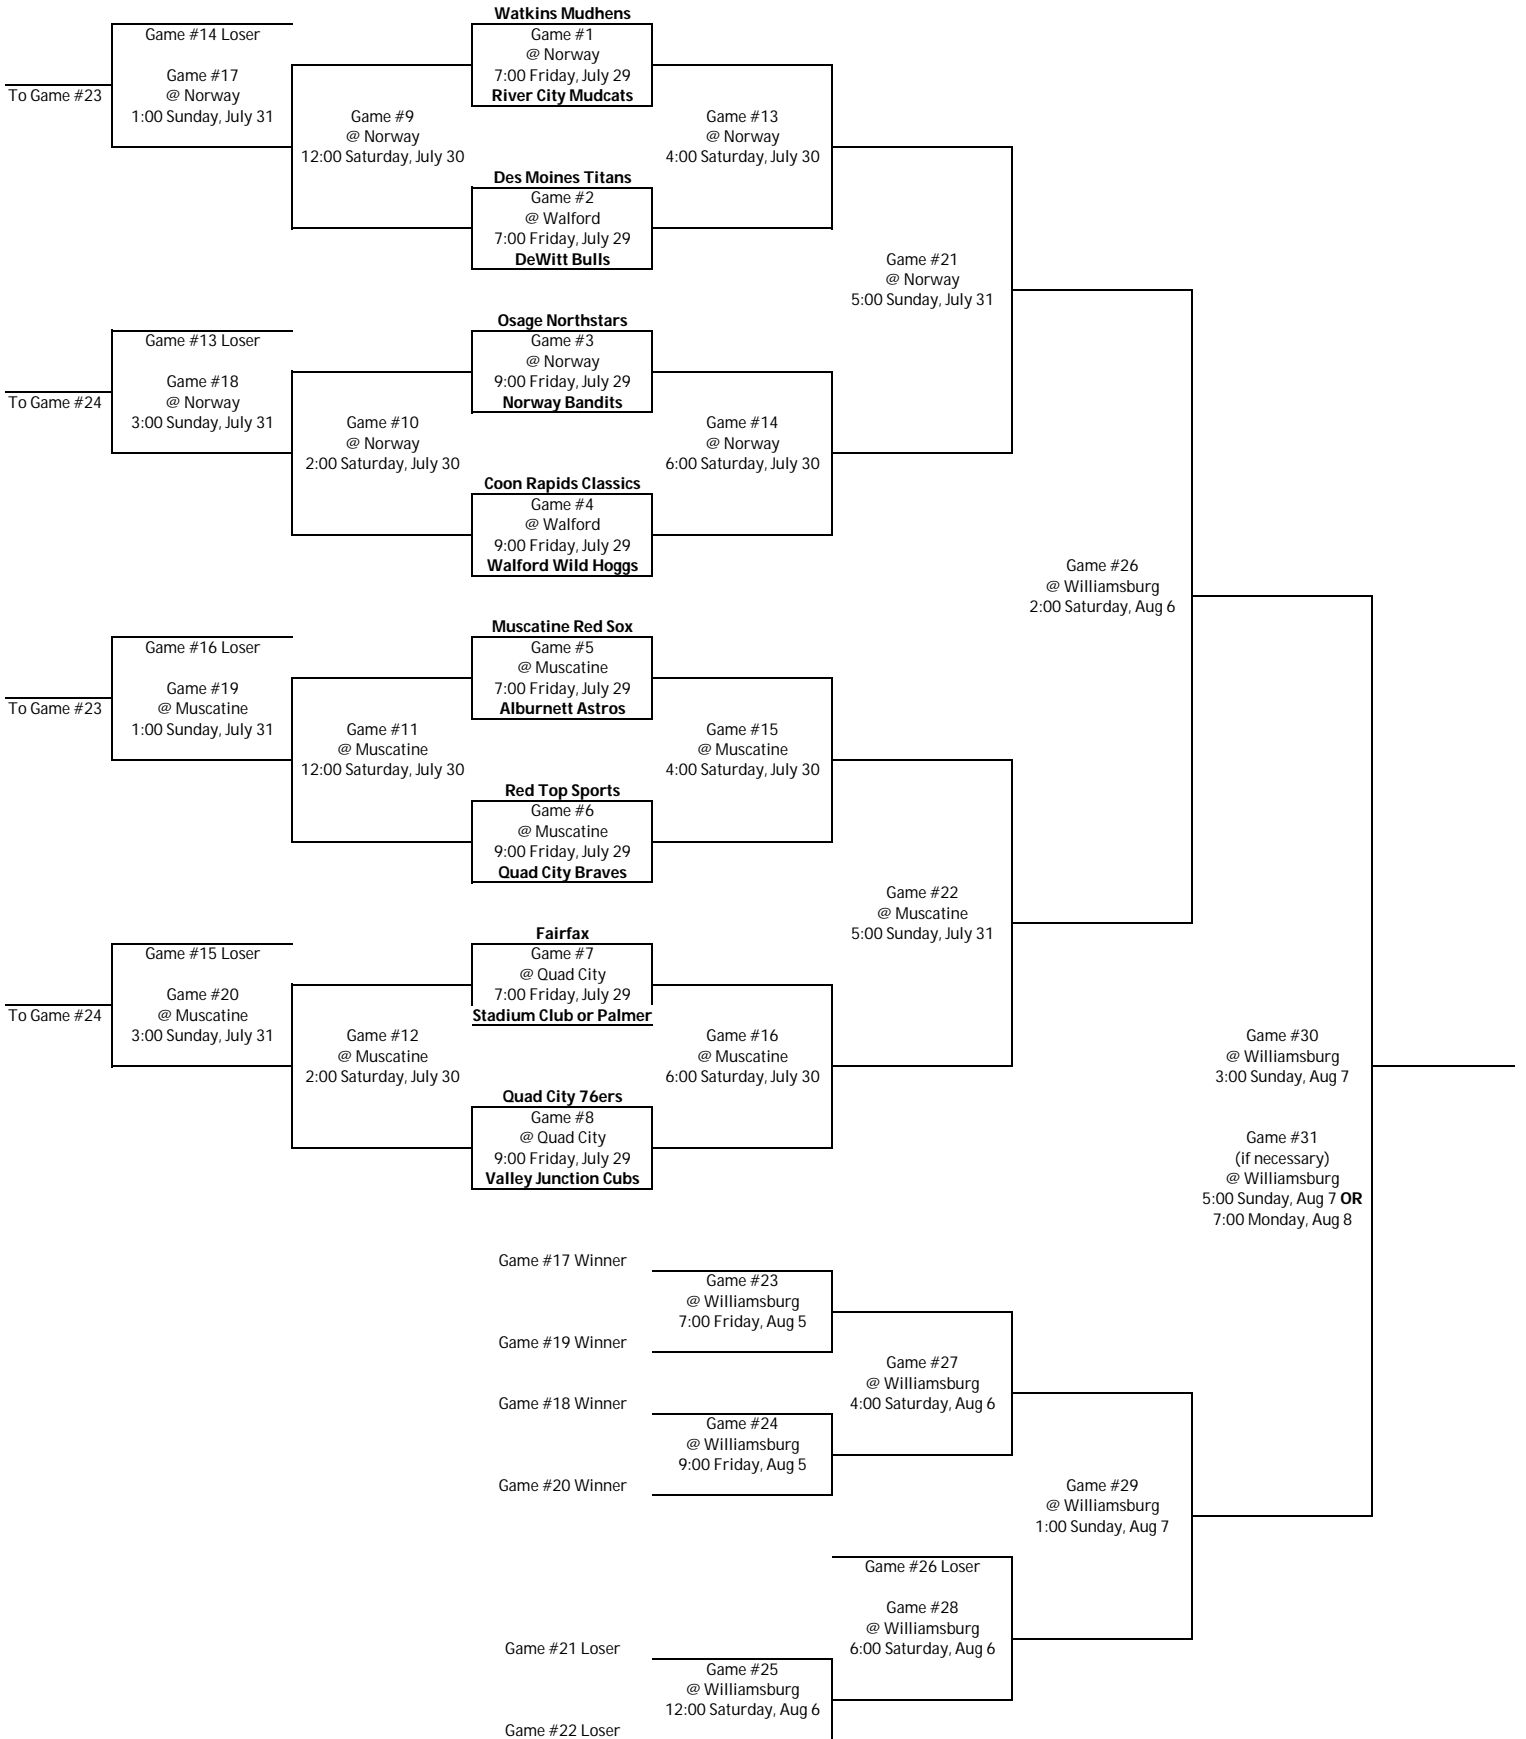 Watkins Mudhens
Game #14 Loser
Game #1
@ Norway
7:00 Friday, July 29
River City Mudcats
Game #17
@ Norway
1:00 Sunday, July 31
To Game #23
Game #9
@ Norway
12:00 Saturday, July 30
Game #13
@ Norway
4:00 Saturday, July 30
Des Moines Titans
Game #2
@ Walford
7:00 Friday, July 29
DeWitt Bulls
Game #21
@ Norway
5:00 Sunday, July 31
Osage Northstars
Game #13 Loser
Game #3
@ Norway
9:00 Friday, July 29
Norway Bandits
Game #18
@ Norway
3:00 Sunday, July 31
To Game #24
Game #10
@ Norway
2:00 Saturday, July 30
Game #14
@ Norway
6:00 Saturday, July 30
Coon Rapids Classics
Game #4
@ Walford
9:00 Friday, July 29
Walford Wild Hoggs
Game #26
@ Williamsburg
2:00 Saturday, Aug 6
Muscatine Red Sox
Game #16 Loser
Game #5
@ Muscatine
7:00 Friday, July 29
Alburnett Astros
Game #19
@ Muscatine
1:00 Sunday, July 31
To Game #23
Game #11
@ Muscatine
12:00 Saturday, July 30
Game #15
@ Muscatine
4:00 Saturday, July 30
Red Top Sports
Game #6
@ Muscatine
9:00 Friday, July 29
Quad City Braves
Game #22
@ Muscatine
5:00 Sunday, July 31
Fairfax
Game #15 Loser
Game #7
@ Quad City
7:00 Friday, July 29
Stadium Club or Palmer
Game #20
@ Muscatine
3:00 Sunday, July 31
To Game #24
Game #12
@ Muscatine
2:00 Saturday, July 30
Game #16
@ Muscatine
6:00 Saturday, July 30
Game #30
@ Williamsburg
3:00 Sunday, Aug 7
Quad City 76ers
Game #8
@ Quad City
9:00 Friday, July 29
Valley Junction Cubs
Game #31
(if necessary)
@ Williamsburg
5:00 Sunday, Aug 7 OR
7:00 Monday, Aug 8
Game #17 Winner
Game #23
@ Williamsburg
7:00 Friday, Aug 5
Game #19 Winner
Game #27
@ Williamsburg
4:00 Saturday, Aug 6
Game #18 Winner
Game #24
@ Williamsburg
9:00 Friday, Aug 5
Game #20 Winner
Game #29
@ Williamsburg
1:00 Sunday, Aug 7
Game #26 Loser
Game #28
@ Williamsburg
6:00 Saturday, Aug 6
Game #21 Loser
Game #25
@ Williamsburg
12:00 Saturday, Aug 6
Game #22 Loser